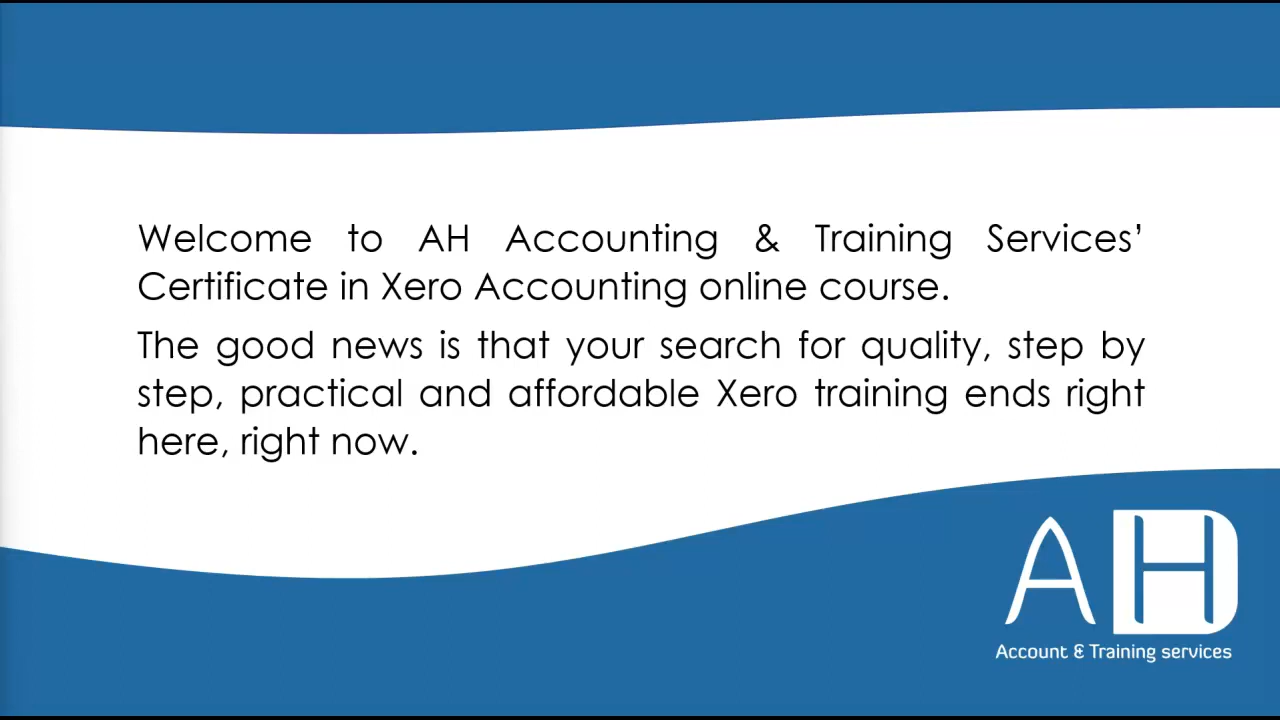 Welcome to AH Accounting & Training Services’
Certificate in Xero Accounting online course.
The good news is that your search for quality, step by
step, practical and affordable Xero training ends right
here, right now.
AH
Account & Training services